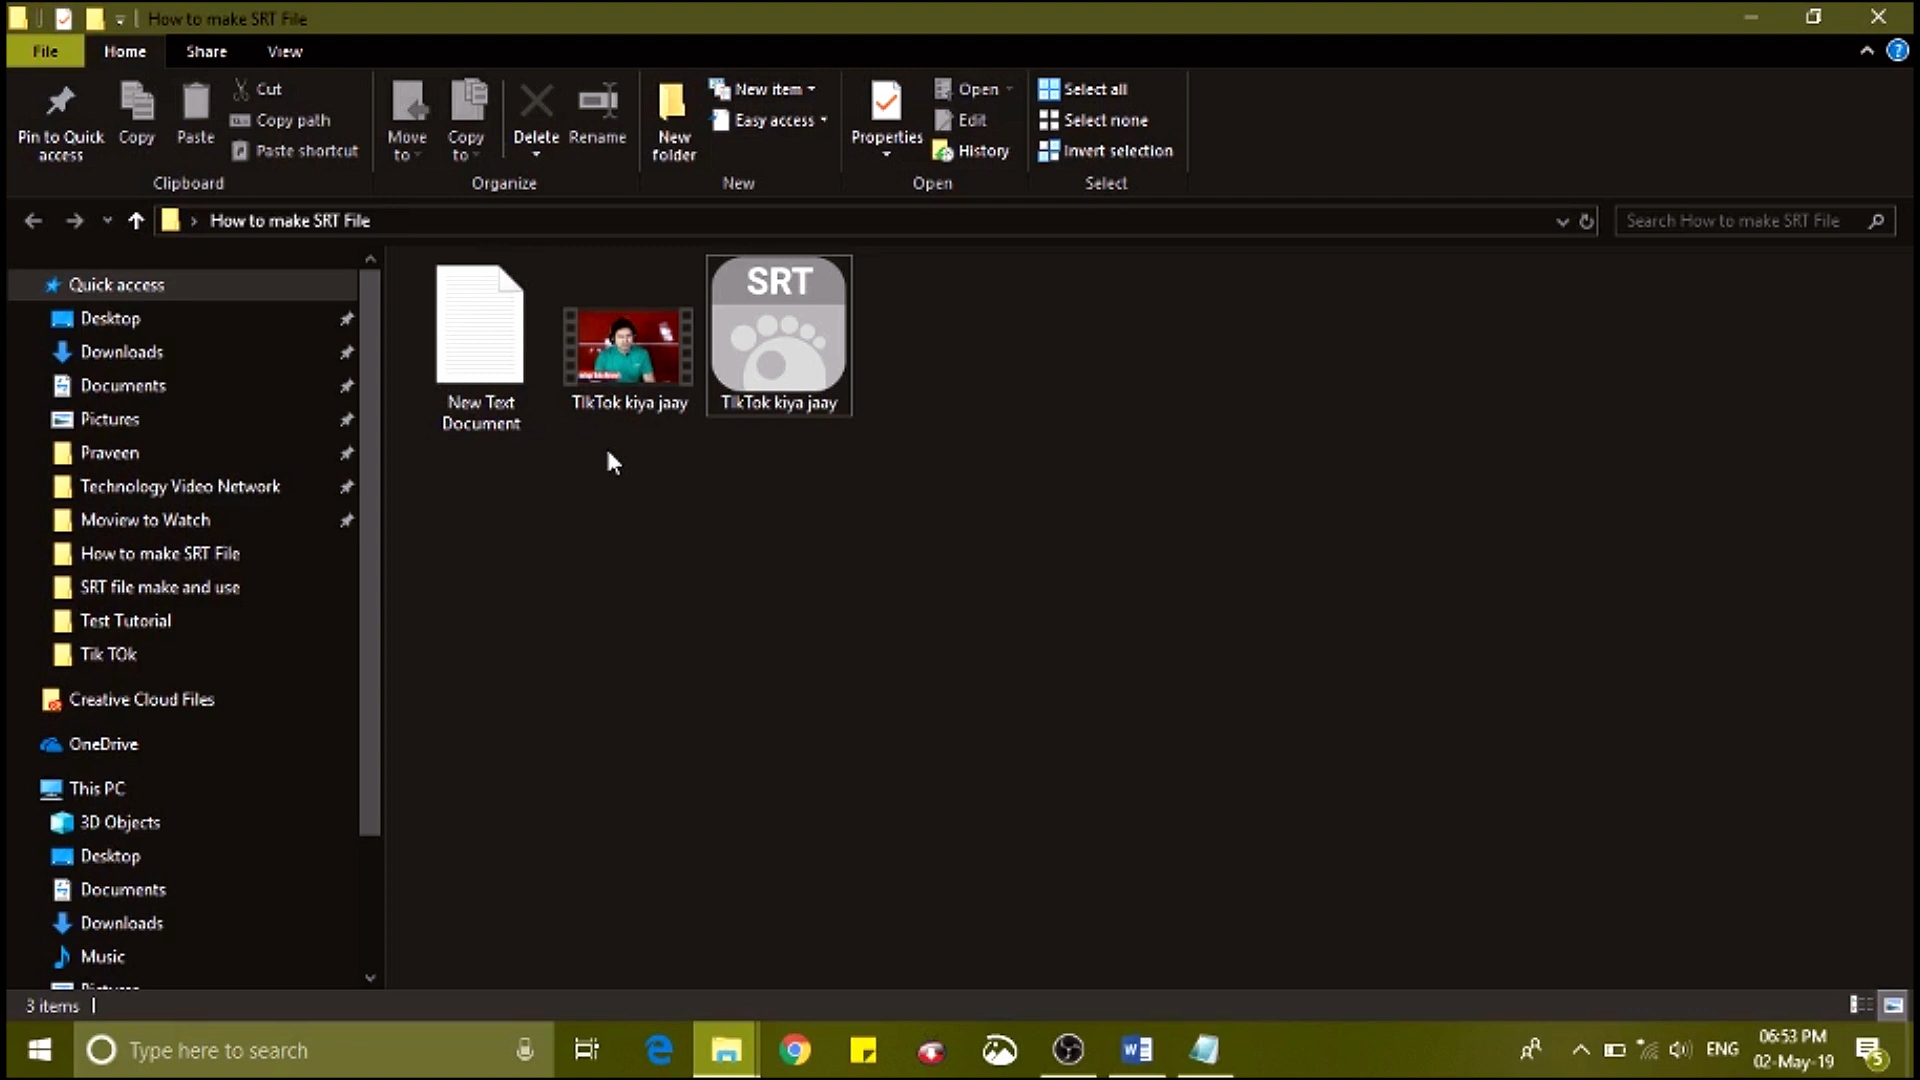 How to make SRT File
File
Home
Share
View
Pin to Quick
access
Copy
Paste
Cut
Copy path
Paste shortcut
Clipboard
Move
to
Copy
to
Delete
Rename
Organize
New
folder
New item
Easy access
New
Properties
Open
Edit
History
Open
Select all
Select none
Invert selection
Select
How to make SRT File
Search How to make SRT File
Quick access
Desktop
Downloads
Documents
Pictures
Praveen
Technology Video Network
Moview to Watch
How to make SRT File
SRT file make and use
Test Tutorial
Tik TOk
Creative Cloud Files
OneDrive
This PC
3D Objects
Desktop
Documents
Downloads
Music
Pictures
New Text
Document
TIkTok kiya jaay
SRT
TIkTok kiya jaay
3 items
Type here to search
ENG
06:53 PM
02-May-19
5